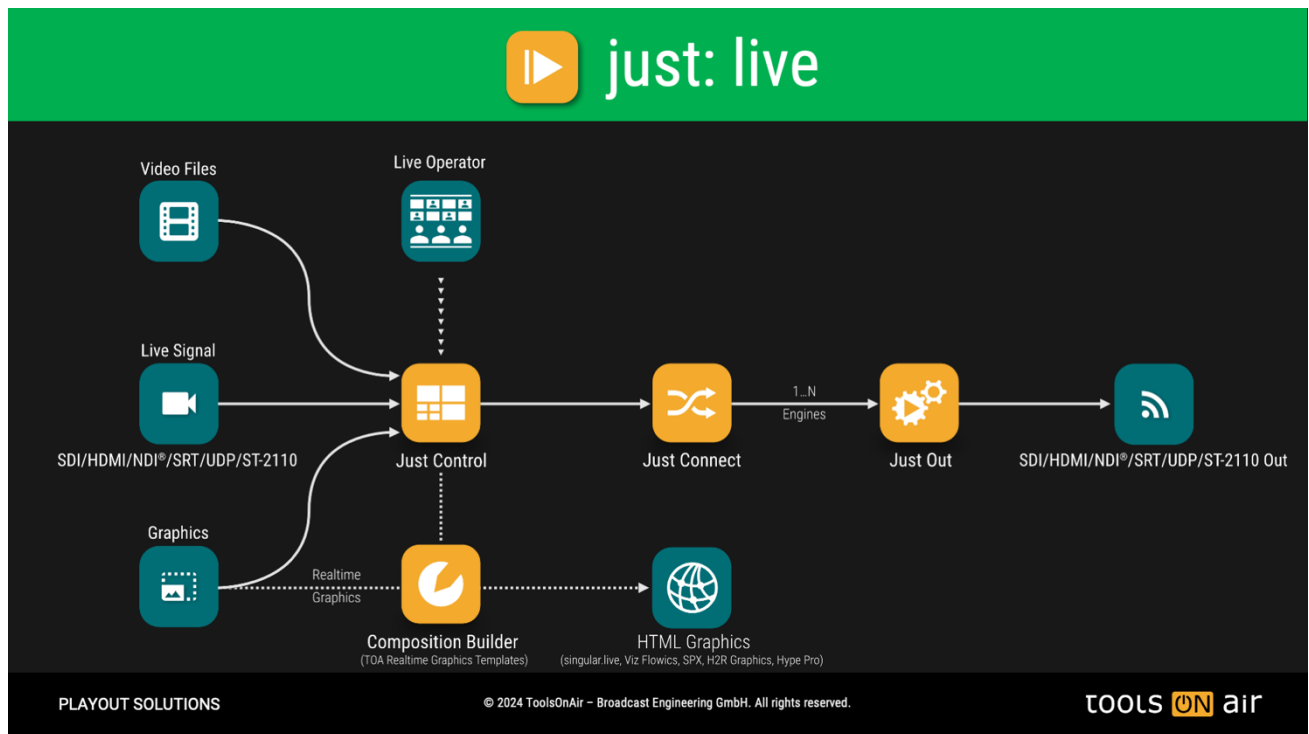 just: live
Video Files
Live Operator
Live Signal
SDI/HDMI/NDI®/SRT/UDP/ST-2110
Just Control
Just Connect
1...N
Engines
Just Out
SDI/HDMI/NDI®/SRT/UDP/ST-2110 Out
Graphics
Realtime
Graphics
Composition Builder
(TOA Realtime Graphics Templates)
HTML Graphics
(singular.live, Viz Flowics, SPX, H2R Graphics, Hype Pro)
PLAYOUT SOLUTIONS
© 2024 ToolsOnAir – Broadcast Engineering GmbH. All rights reserved.
tools ON air